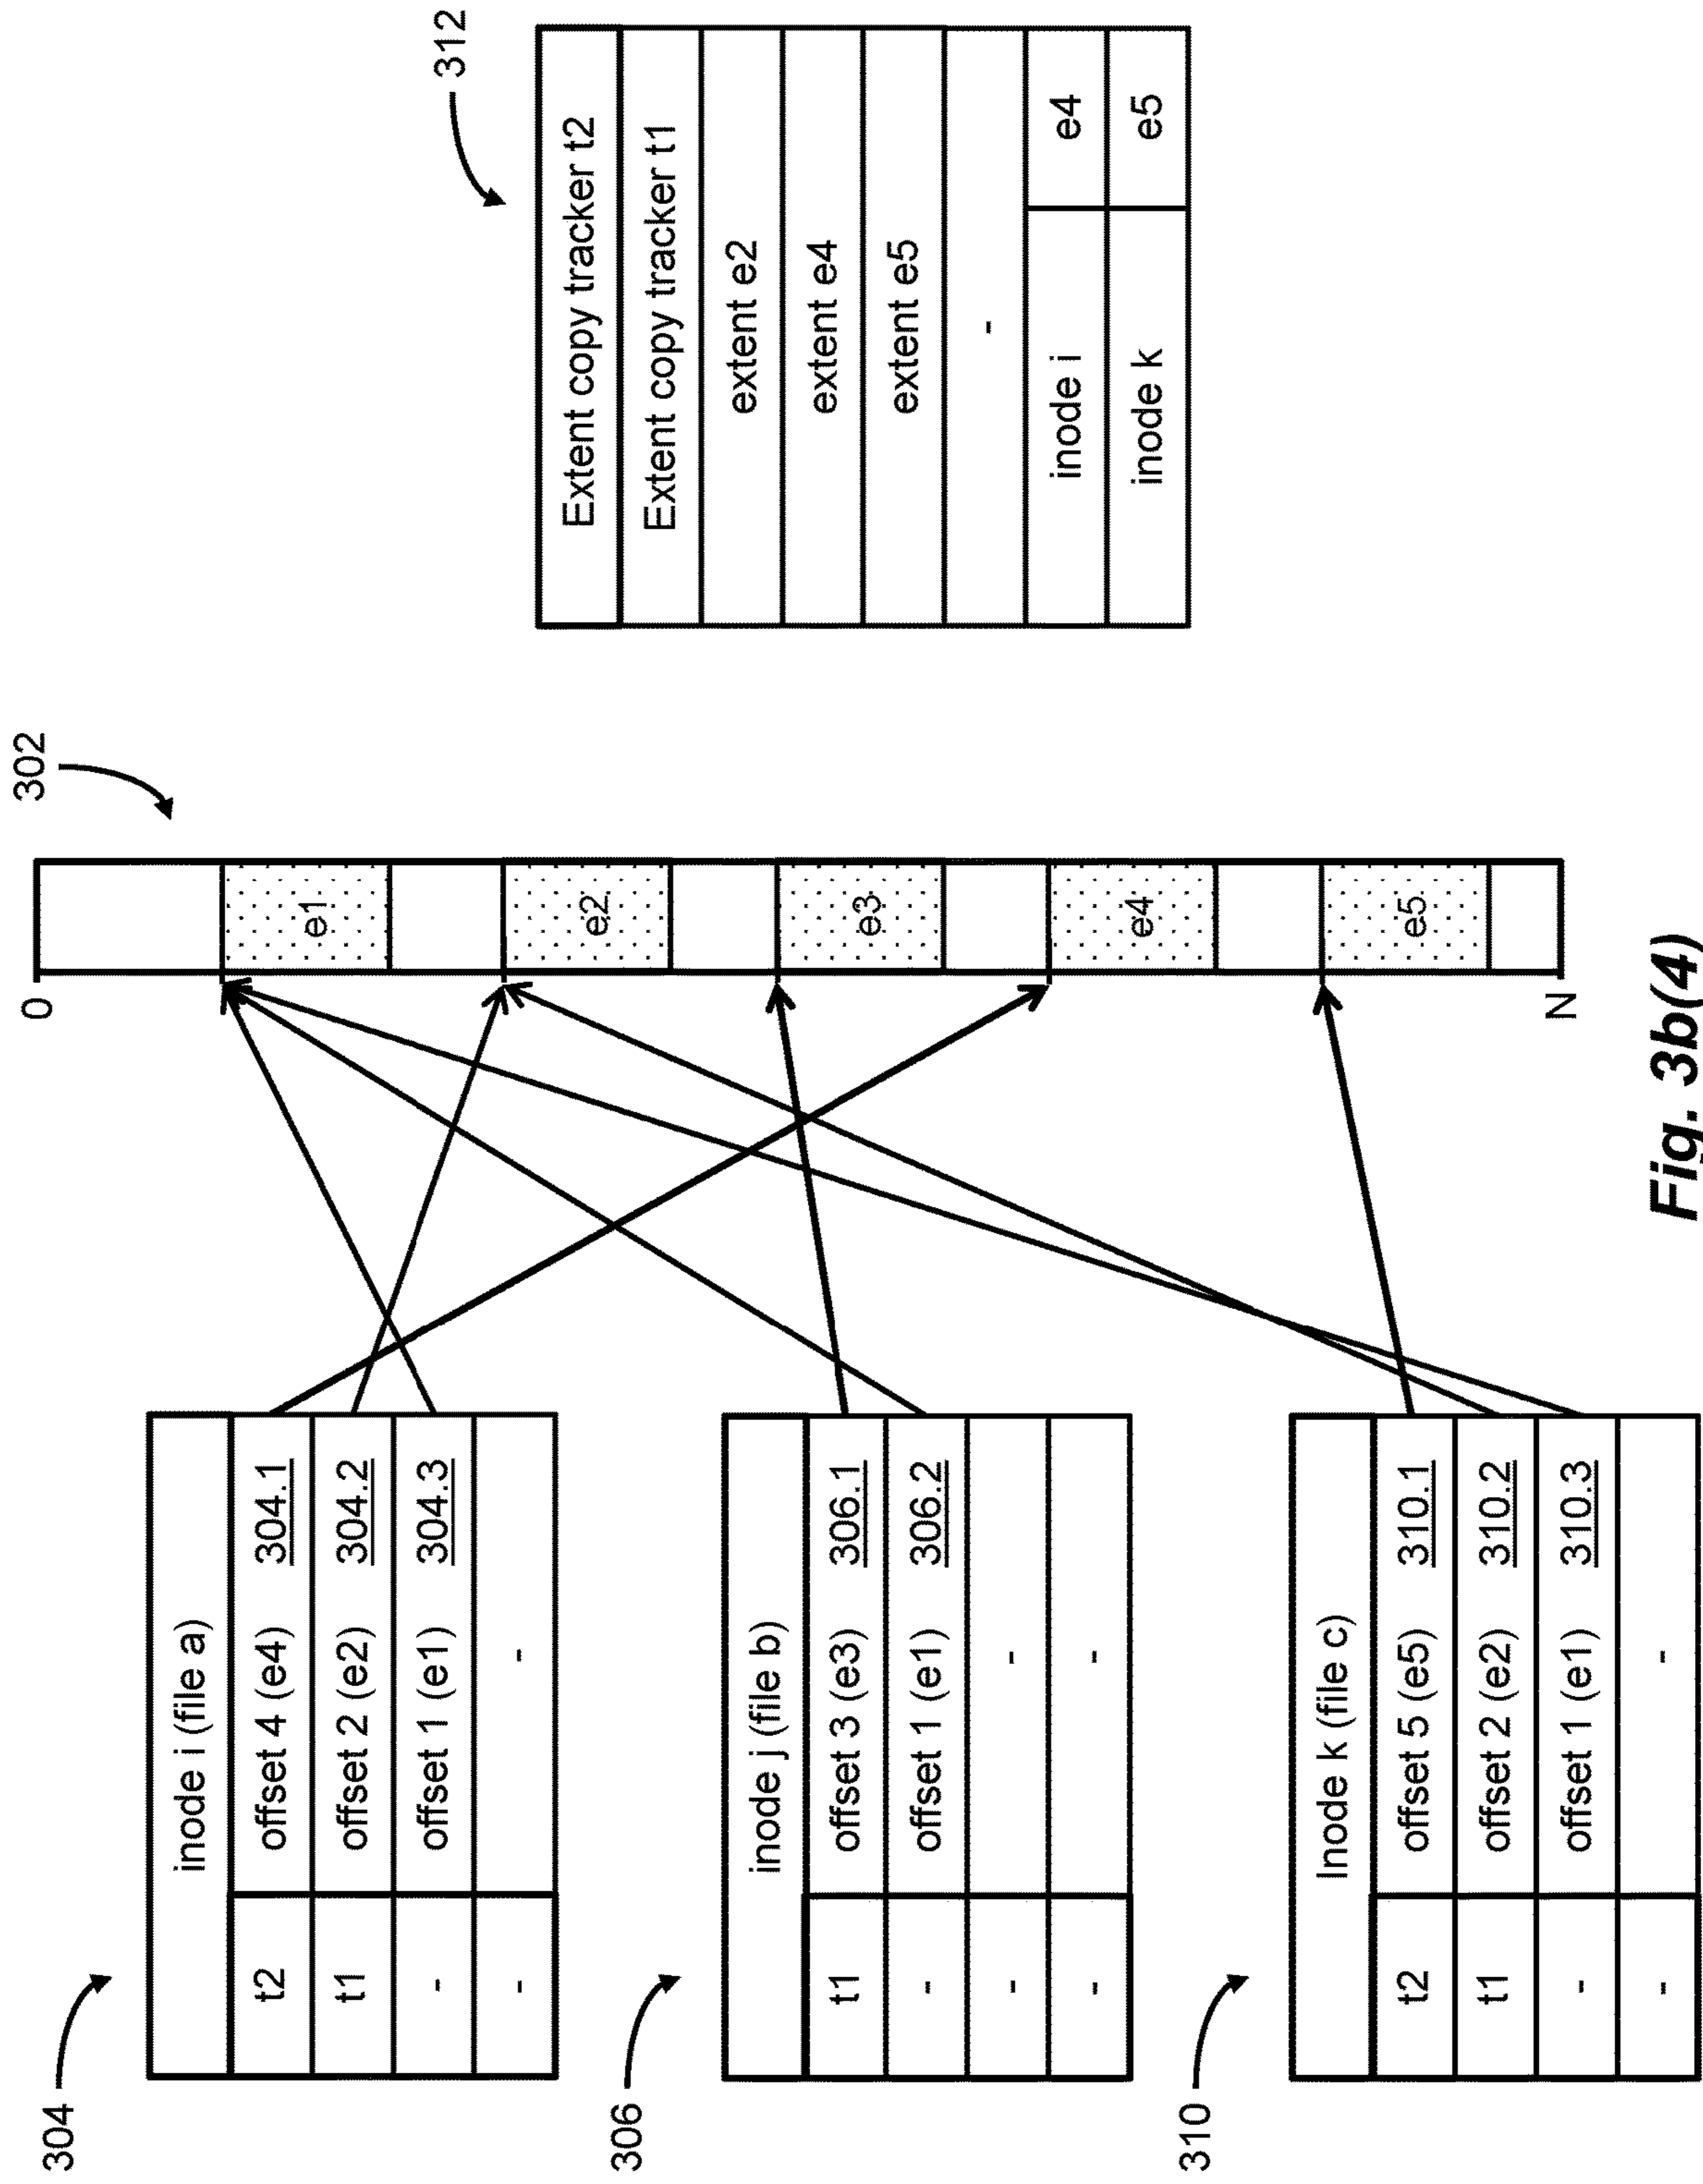 304
inode i (file a)
t2 offset 4 (e4) 304.1
t1 offset 2 (e2) 304.2
- offset 1 (e1) 304.3
- -
306
inode j (file b)
t1 offset 3 (e3) 306.1
- offset 1 (e1) 306.2
- -
- -
310
Inode k (file c)
t2 offset 5 (e5) 310.1
t1 offset 2 (e2) 310.2
- offset 1 (e1) 310.3
- -
302
0
e1
e2
e3
e4
e5
N
312
Extent copy tracker t2
Extent copy tracker t1
extent e2
extent e4
extent e5
-
inode i e4
inode k e5
Fig. 3b(4)